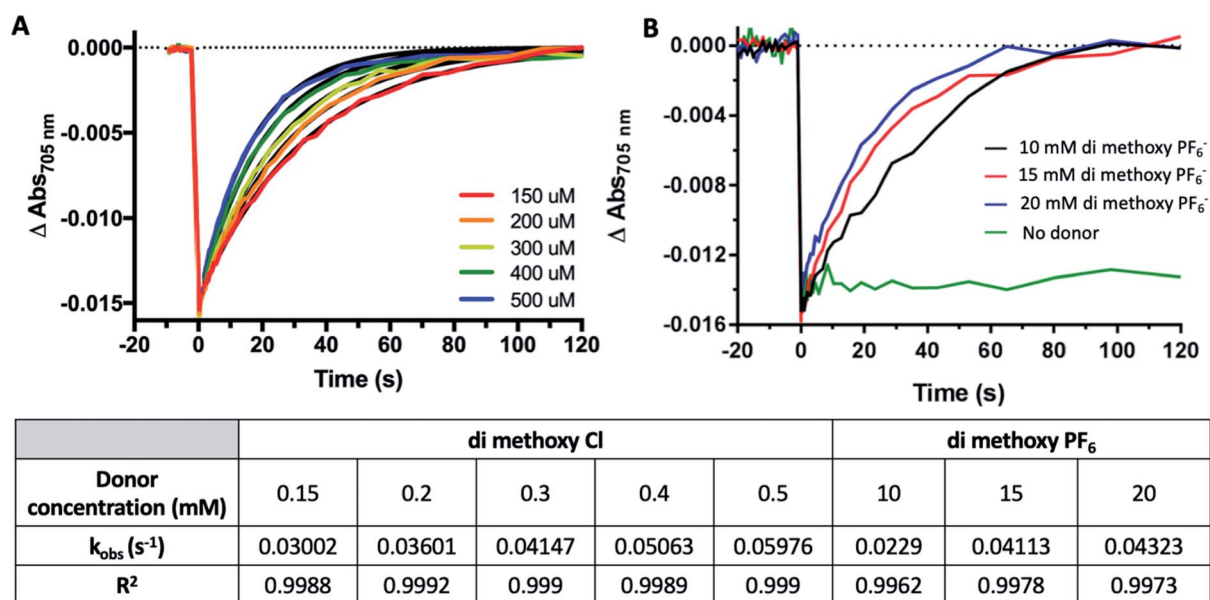 A
0.000
-0.005
-0.010
-0.015
Δ Abs705 nm
-20 0 20 40 60 80 100 120
Time (s)
150 uM
200 uM
300 uM
400 uM
500 uM
B
0.000
-0.004
-0.008
-0.012
-0.016
Δ Abs705 nm
-20 0 20 40 60 80 100 120
Time (s)
10 mM di methoxy PF6-
15 mM di methoxy PF6-
20 mM di methoxy PF6-
No donor
di methoxy Cl di methoxy PF6
Donor
concentration (mM) 0.15 0.2 0.3 0.4 0.5 10 15 20
kobs (s-1) 0.03002 0.03601 0.04147 0.05063 0.05976 0.0229 0.04113 0.04323
R2 0.9988 0.9992 0.999 0.9989 0.999 0.9962 0.9978 0.9973